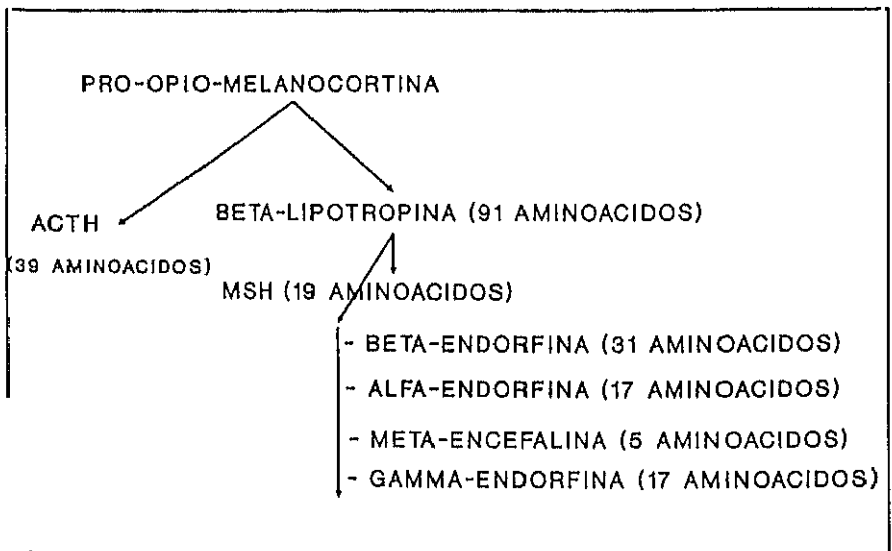 PRO-OPIO-MELANOCORTINA
ACTH
(39 AMINOACIDOS)
BETA-LIPOTROPINA (91 AMINOACIDOS)
MSH (19 AMINOACIDOS)
- BETA-ENDORFINA (31 AMINOACIDOS)
- ALFA-ENDORFINA (17 AMINOACIDOS)
- META-ENCEFALINA (5 AMINOACIDOS)
- GAMMA-ENDORFINA (17 AMINOACIDOS)